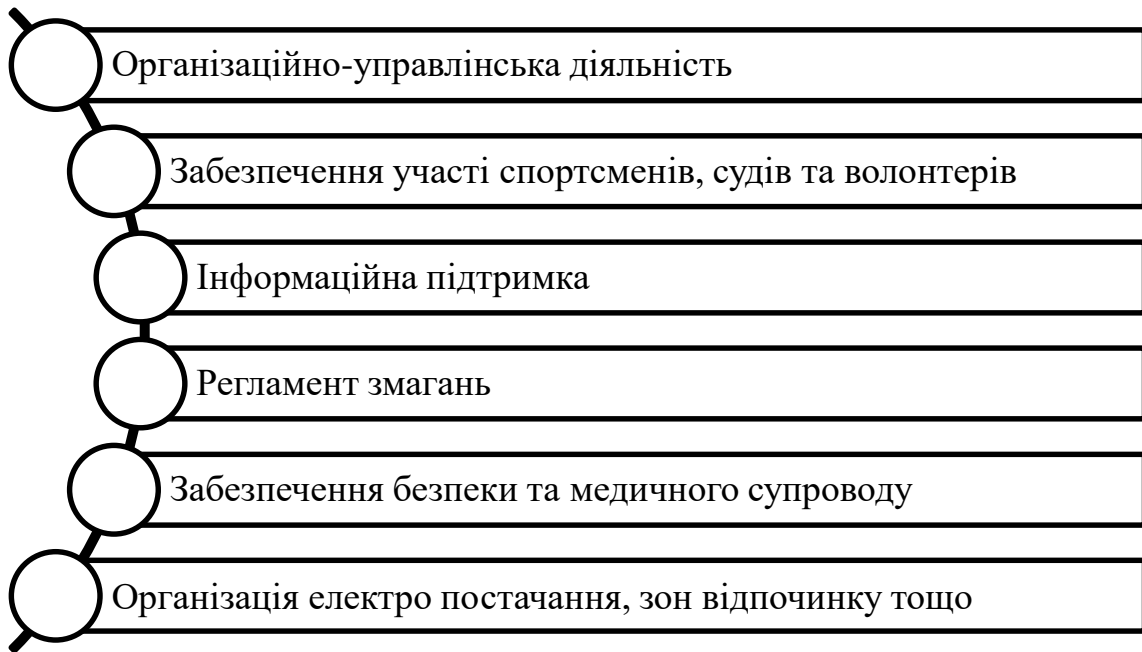 Організаційно-управлінська діяльність
Забезпечення участі спортсменів, судів та волонтерів
Інформаційна підтримка
Регламент змагань
Забезпечення безпеки та медичного супроводу
Організація електро постачання, зон відпочинку тощо